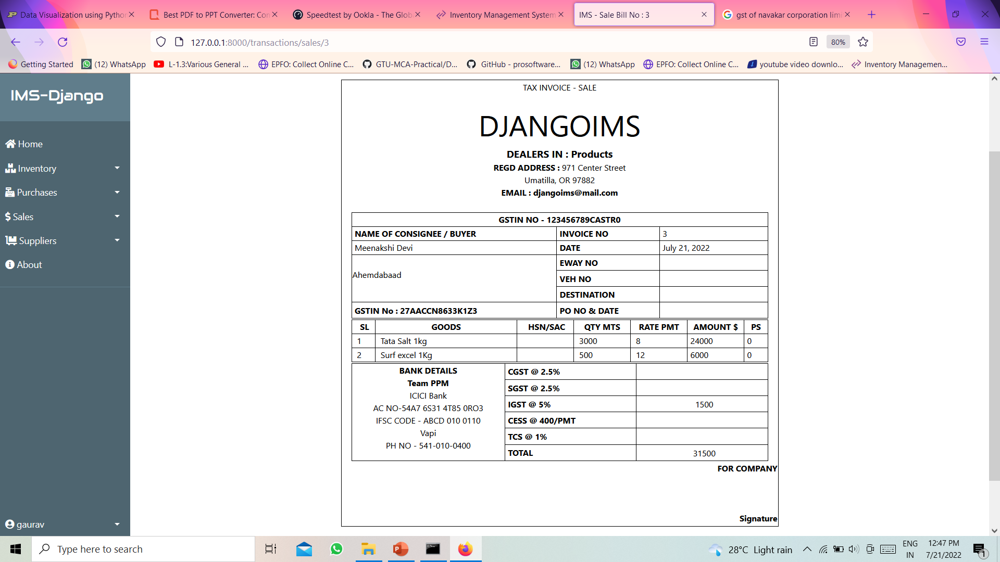 Data Visualization using Pytho
Best PDF to PPT Converter: Con
Speedtest by Ookla - The Glob
Inventory Management System
IMS - Sale Bill No : 3
gst of navakar corporation limi
127.0.0.1:8000/transactions/sales/3
80%
Getting Started
(12) WhatsApp
L-1.3:Various General ...
EPFO: Collect Online C...
GTU-MCA-Practical/D...
GitHub - prosoftware...
(12) WhatsApp
EPFO: Collect Online C...
youtube video downlo...
Inventory Managemen...
IMS-Django
Home
Inventory
Purchases
$ Sales
Suppliers
About
gaurav
TAX INVOICE - SALE
DJANGOIMS
DEALERS IN : Products
REGD ADDRESS : 971 Center Street
Umatilla, OR 97882
EMAIL : djangoims@mail.com
GSTIN NO - 123456789CASTR0
NAME OF CONSIGNEE / BUYER INVOICE NO 3
Meenakshi Devi DATE July 21, 2022
Ahemdabaad
EWAY NO
VEH NO
DESTINATION
GSTIN No : 27AACCN8633K1Z3 PO NO & DATE
SL GOODS HSN/SAC QTY MTS RATE PMT AMOUNT $ PS
1 Tata Salt 1kg 3000 8 24000 0
2 Surf excel 1Kg 500 12 6000 0
BANK DETAILS
Team PPM
ICICI Bank
AC NO-54A7 6S31 4T85 0RO3
IFSC CODE - ABCD 010 0110
Vapi
PH NO - 541-010-0400
CGST @ 2.5%
SGST @ 2.5%
IGST @ 5% 1500
CESS @ 400/PMT
TCS @ 1%
TOTAL 31500
FOR COMPANY
Signature
Type here to search
28°C Light rain
ENG
IN
12:47 PM
7/21/2022
1